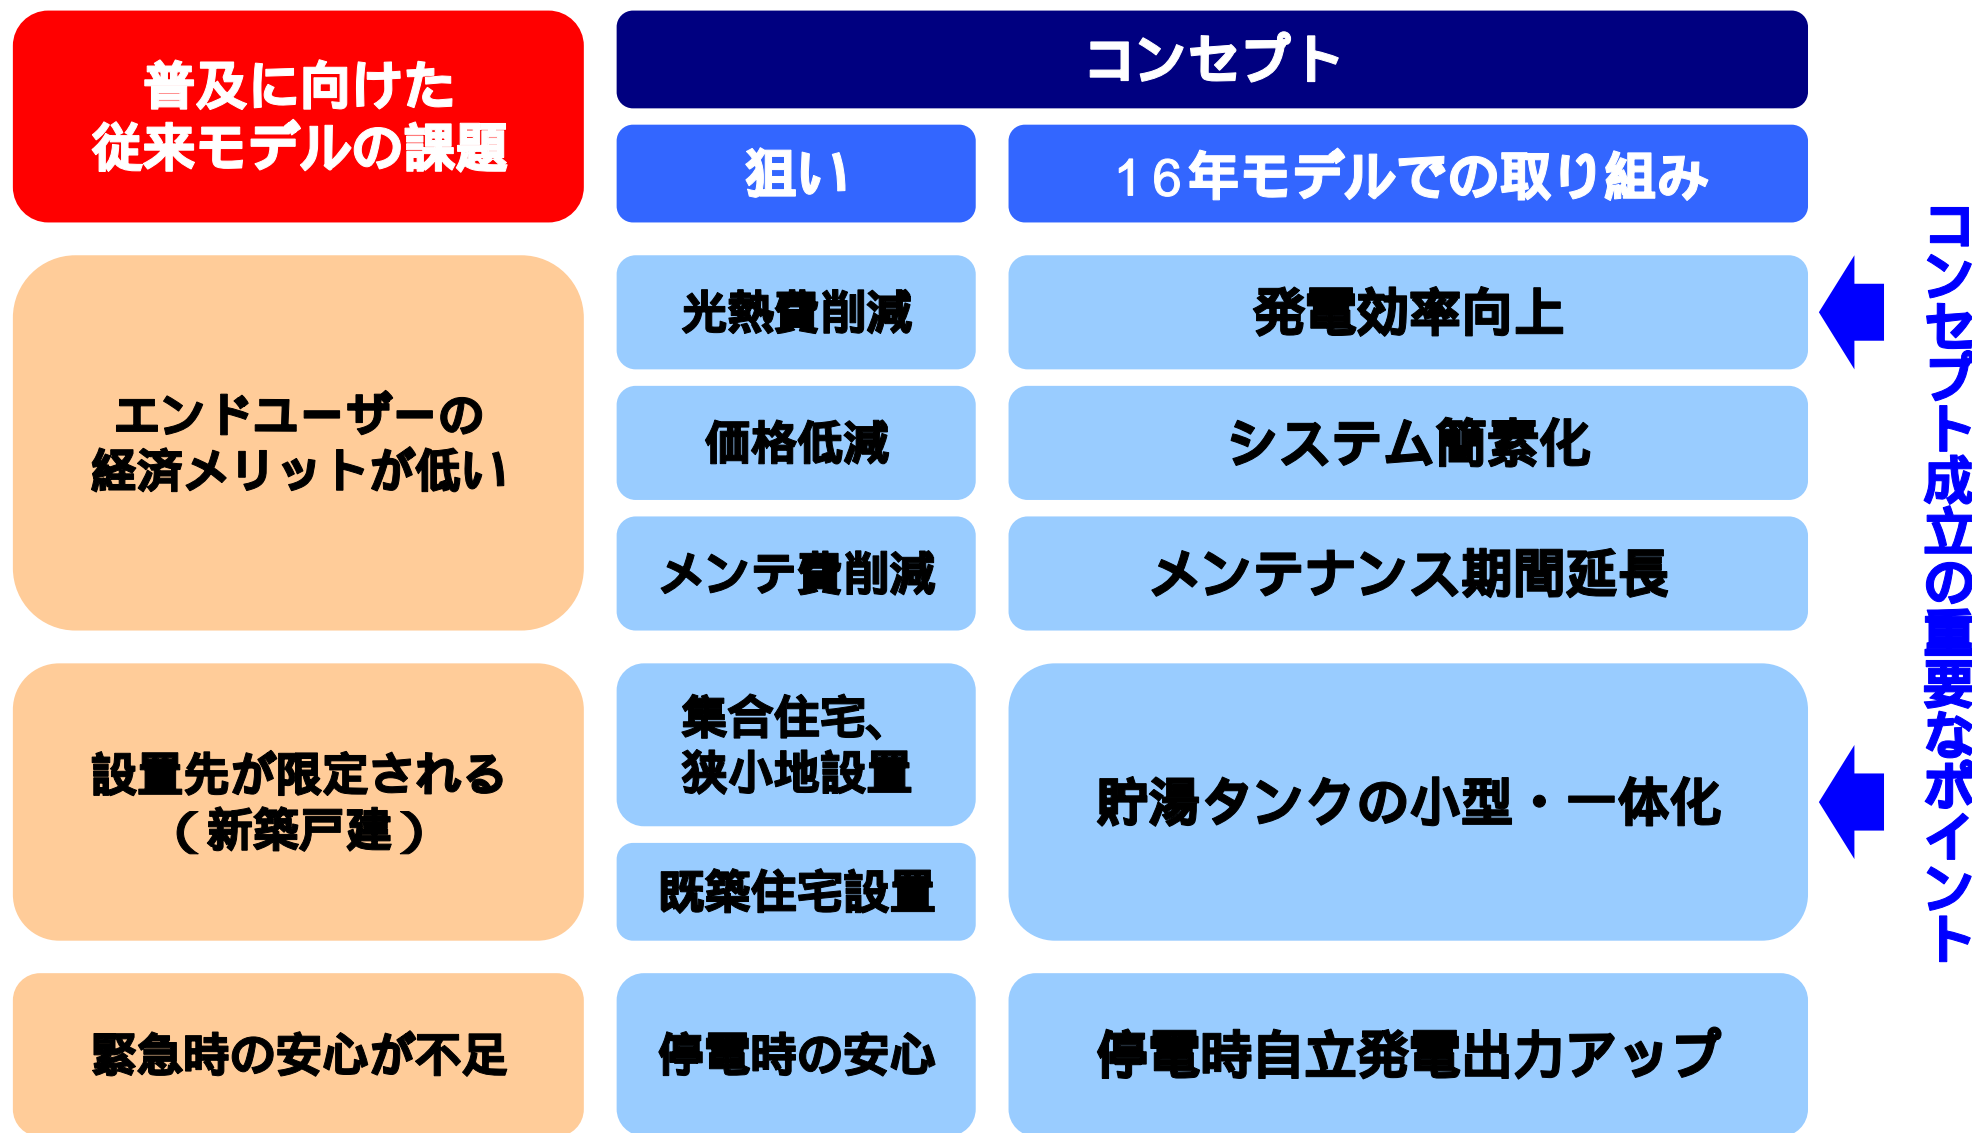 普及に向けた
従来モデルの課題
コンセプト
狙い
16年モデルでの取り組み
エンドユーザーの
経済メリットが低い
光熱費削減
発電効率向上
価格低減
システム簡素化
メンテ費削減
メンテナンス期間延長
設置先が限定される
(新築戸建)
集合住宅、
狭小地設置
既築住宅設置
貯湯タンクの小型・一体化
緊急時の安心が不足
停電時の安心
停電時自立発電出力アップ
コンセプト成立の重要なポイント